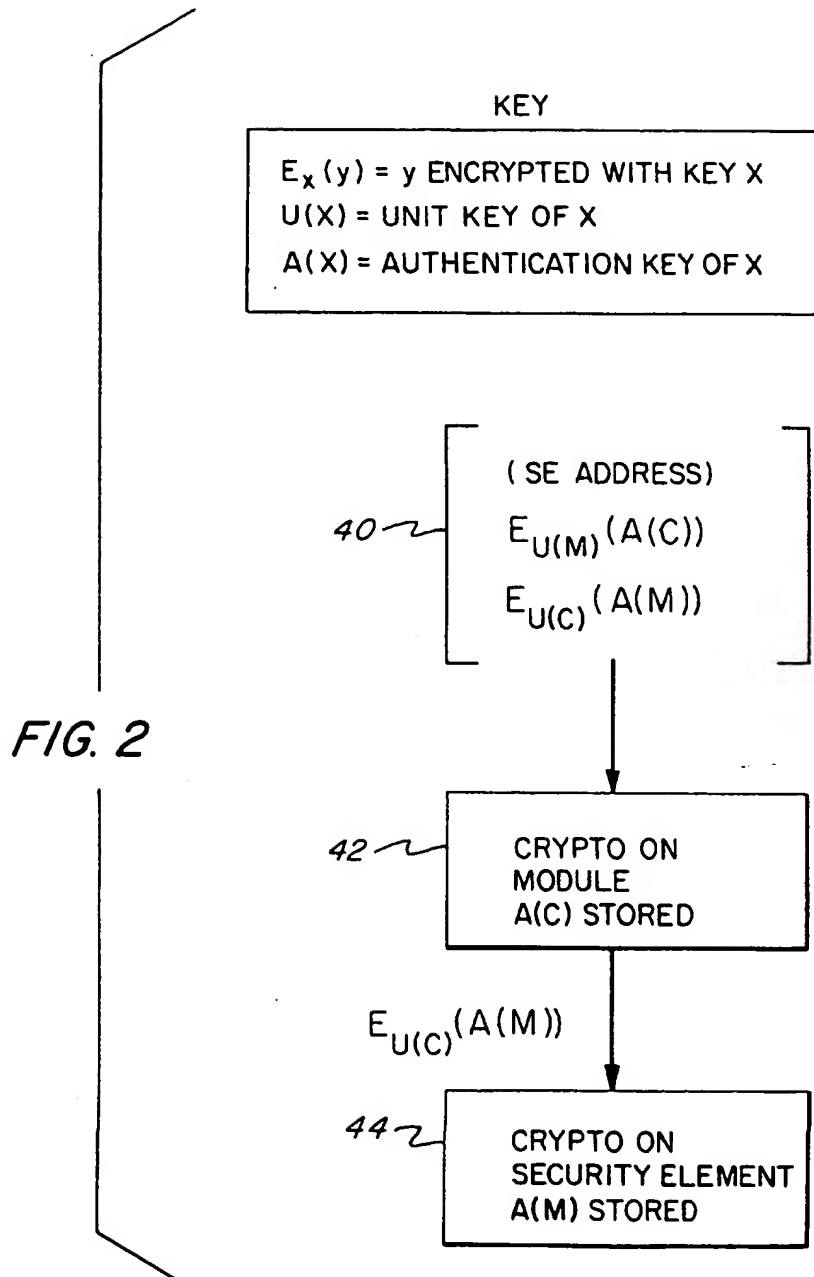 KEY
E_X(y) = y ENCRYPTED WITH KEY X
U(X) = UNIT KEY OF X
A(X) = AUTHENTICATION KEY OF X
(SE ADDRESS)
40
E_U(M)(A(C))
E_U(C)(A(M))
FIG. 2
42
CRYPTO ON
MODULE
A(C) STORED
E_U(C)(A(M))
44
CRYPTO ON
SECURITY ELEMENT
A(M) STORED